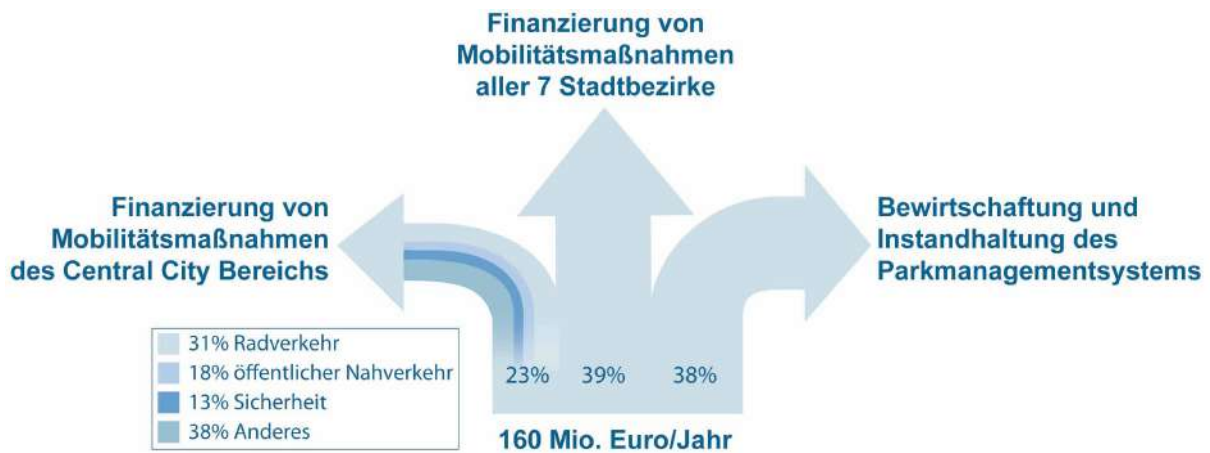 Finanzierung von
Mobilitätsmaßnahmen
aller 7 Stadtbezirke
Finanzierung von
Mobilitätsmaßnahmen
des Central City Bereichs
Bewirtschaftung und
Instandhaltung des
Parkmanagementsystems
31% Radverkehr
18% öffentlicher Nahverkehr
13% Sicherheit
38% Anderes
23% 39% 38%
160 Mio. Euro/Jahr